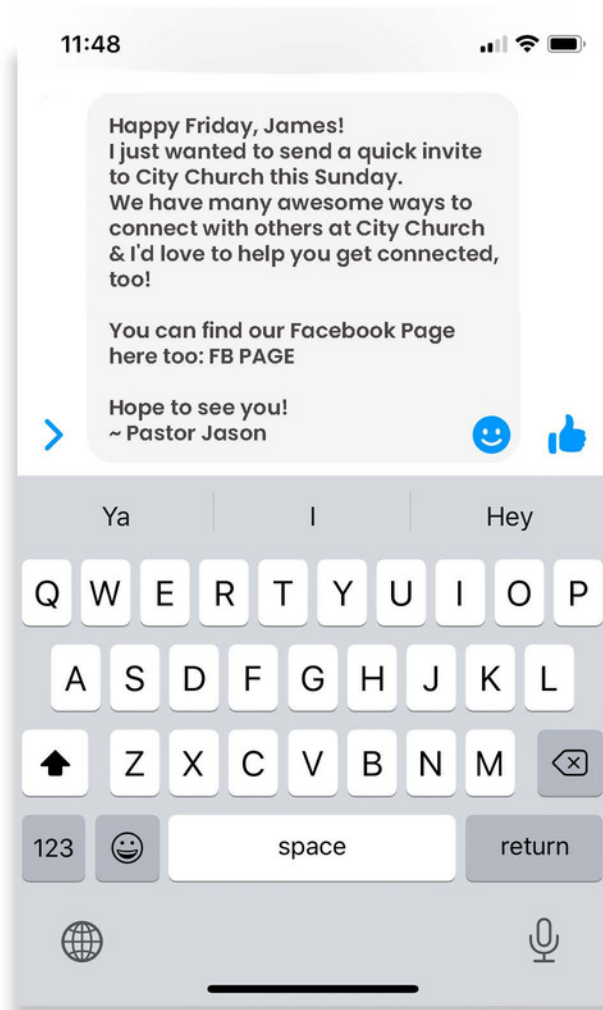 11:48
Happy Friday, James!
I just wanted to send a quick invite
to City Church this Sunday.
We have many awesome ways to
connect with others at City Church
& I'd love to help you get connected,
too!
You can find our Facebook Page
here too: FB PAGE
Hope to see you!
~ Pastor Jason
Ya I Hey
Q W E R T Y U I O P
A S D F G H J K L
Z X C V B N M
123 space return